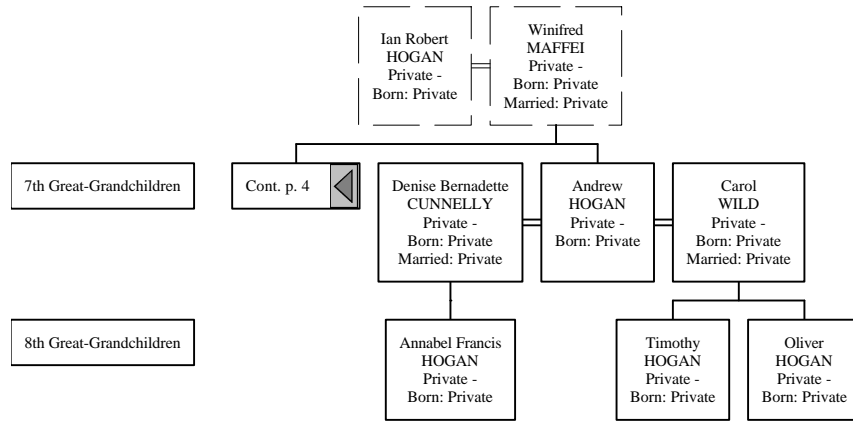 Ian Robert
HOGAN
Private -
Born: Private
Winifred
MAFFEI
Private -
Born: Private
Married: Private
7th Great-Grandchildren
Cont. p. 4
Denise Bernadette
CUNNELLY
Private -
Born: Private
Married: Private
Andrew
HOGAN
Private -
Born: Private
Carol
WILD
Private -
Born: Private
Married: Private
8th Great-Grandchildren
Annabel Francis
HOGAN
Private -
Born: Private
Timothy
HOGAN
Private -
Born: Private
Oliver
HOGAN
Private -
Born: Private